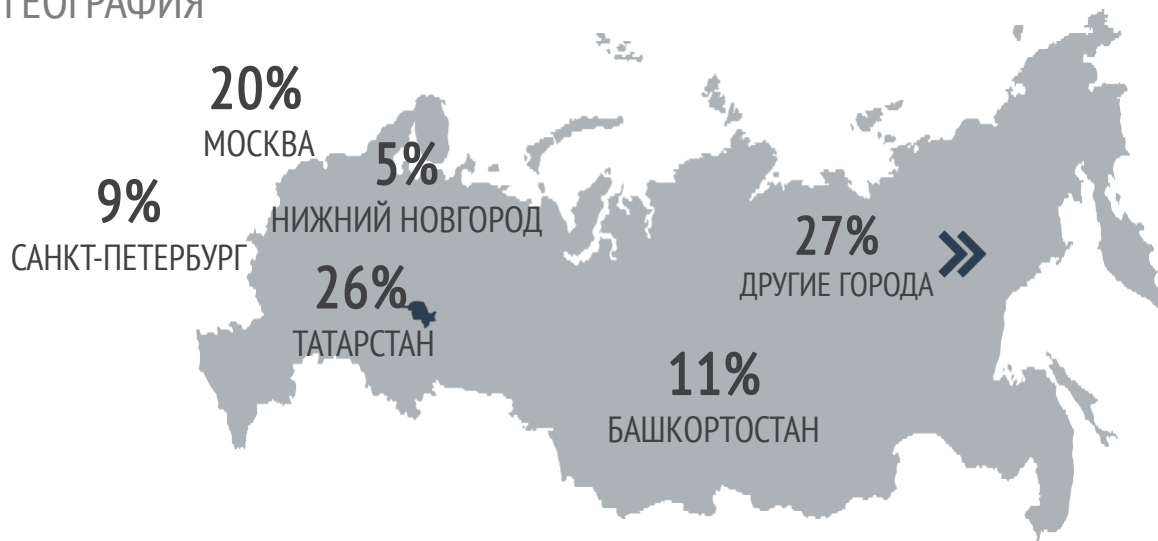 ГЕОГРАФИЯ
20%
МОСКВА
5%
НИЖНИЙ НОВГОРОД
9%
САНКТ-ПЕТЕРБУРГ
26%
ТАТАРСТАН
27%
ДРУГИЕ ГОРОДА
11%
БАШКОРТОСТАН